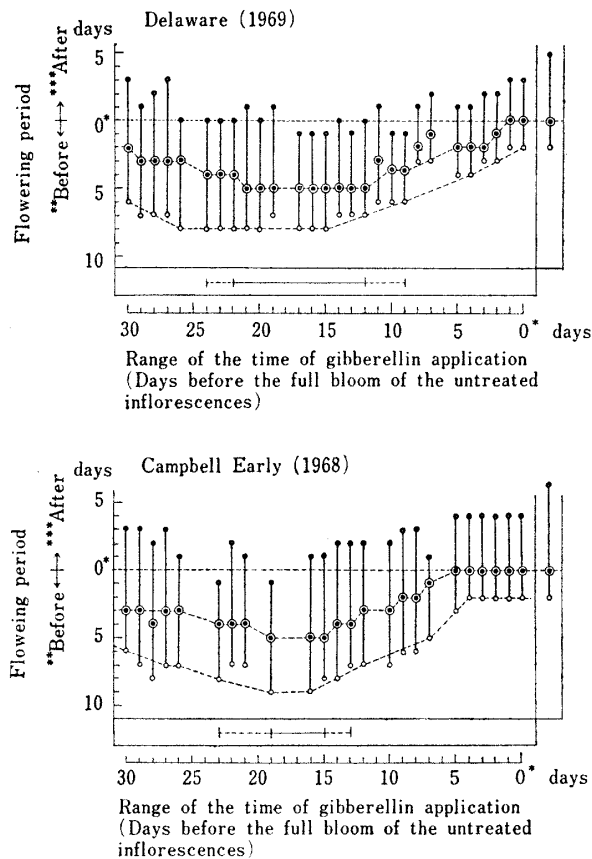 days
Delaware (1969)
5
0*
5
10
Flowering period
**Before ←+→ ***After
30 25 20 15 10 5 0* days
Range of the time of gibberellin application
(Days before the full bloom of the untreated
inflorescences)
days
Campbell Early (1968)
5
0*
5
10
Floweing period
**Before ←+→ ***After
30 25 20 15 10 5 0* days
Range of the time of gibberellin application
(Days before the full bloom of the untreated
inflorescences)